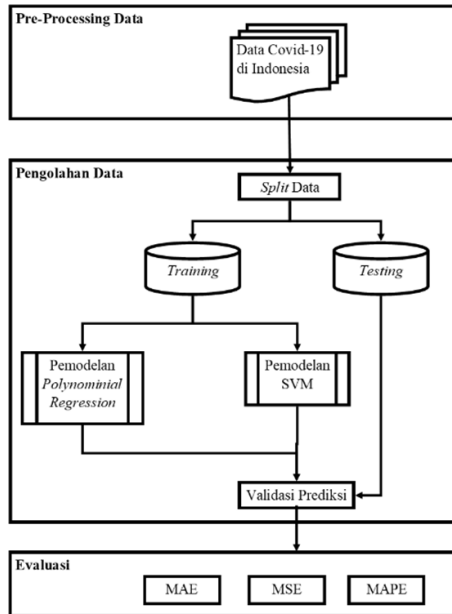 Pre-Processing Data
Data Covid-19
di Indonesia
Pengolahan Data
Split Data
Training
Testing
Pemodelan
Polynominial
Regression
Pemodelan
SVM
Validasi Prediksi
Evaluasi
MAE
MSE
MAPE